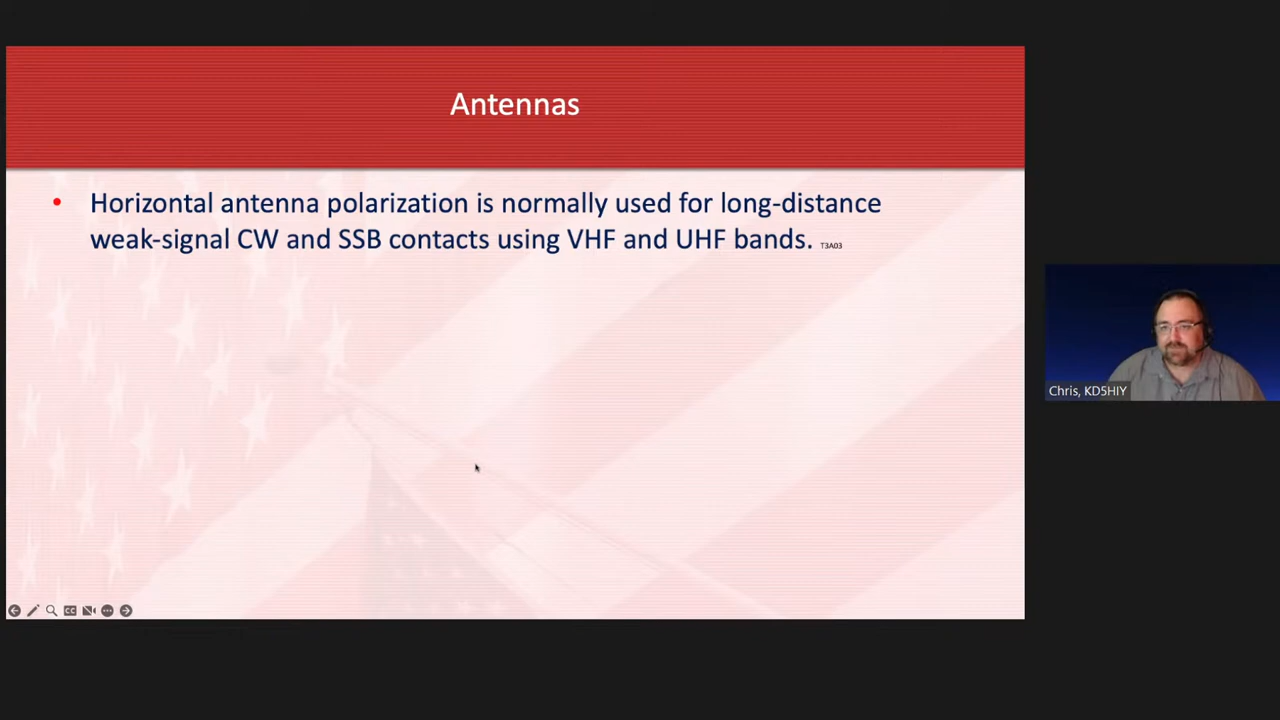 Antennas
• Horizontal antenna polarization is normally used for long-distance
weak-signal CW and SSB contacts using VHF and UHF bands. T3A03
Chris, KD5HIY
CC